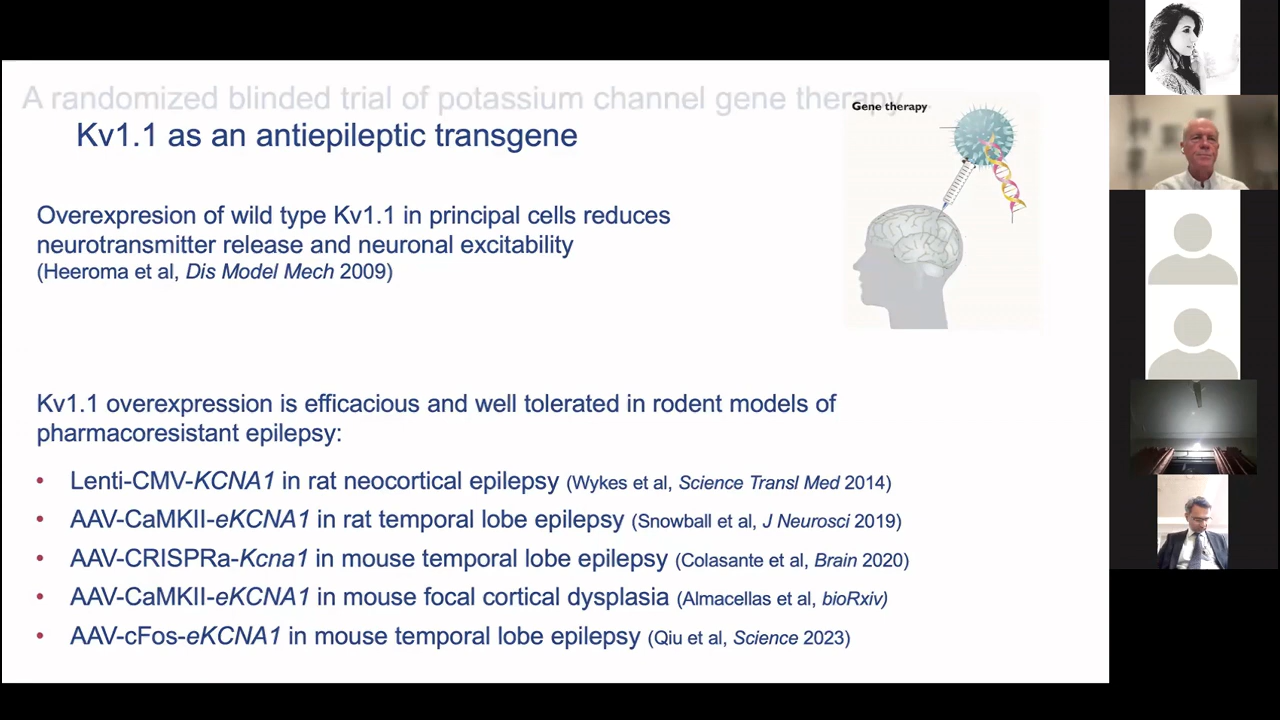 A randomized blinded trial of potassium channel gene therapy...
Kv1.1 as an antiepileptic transgene
Gene therapy
Overexpresion of wild type Kv1.1 in principal cells reduces
neurotransmitter release and neuronal excitability
(Heeroma et al, Dis Model Mech 2009)
Kv1.1 overexpression is efficacious and well tolerated in rodent models of
pharmacoresistant epilepsy:
• Lenti-CMV-KCNA1 in rat neocortical epilepsy (Wykes et al, Science Transl Med 2014)
• AAV-CaMKII-eKCNA1 in rat temporal lobe epilepsy (Snowball et al, J Neurosci 2019)
• AAV-CRISPRa-Kcna1 in mouse temporal lobe epilepsy (Colasante et al, Brain 2020)
• AAV-CaMKII-eKCNA1 in mouse focal cortical dysplasia (Almacellas et al, bioRxiv)
• AAV-cFos-eKCNA1 in mouse temporal lobe epilepsy (Qiu et al, Science 2023)